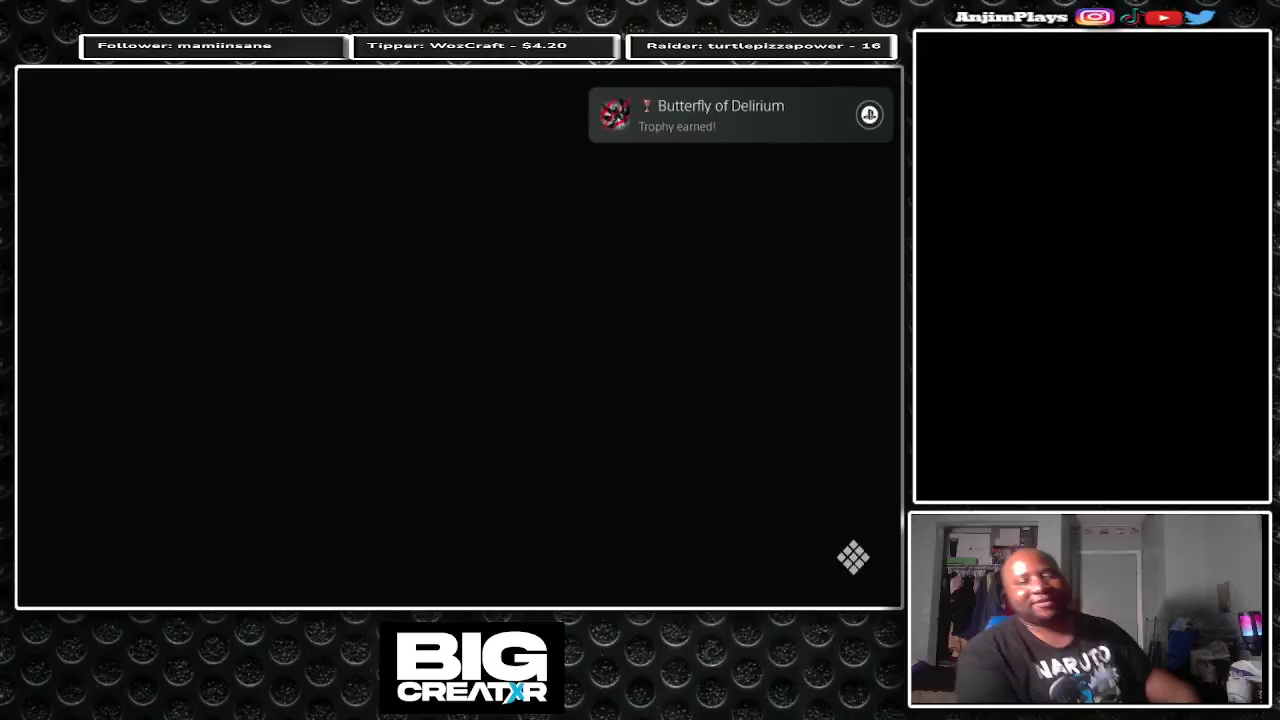 AnjimPlays
Follower: mamiinsane
Tipper: WozCraft - $4.20
Raider: turtlepizzapower - 16
Butterfly of Delirium
Trophy earned!
NARUTO
BIG
CREATXR